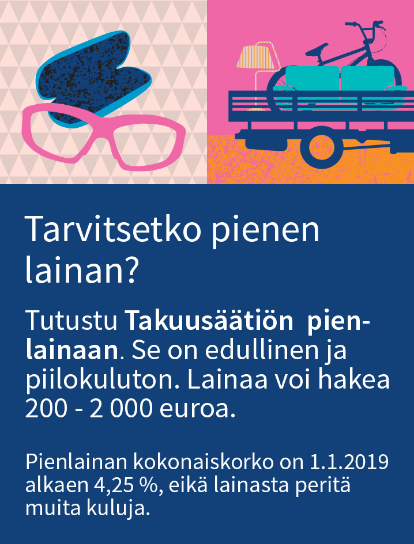 Tarvitsetko pienen
lainan?
Tutustu Takuusäätiön pien-
lainaan. Se on edullinen ja
piilokuluton. Lainaa voi hakea
200 - 2 000 euroa.
Pienlainan kokonaiskorko on 1.1.2019
alkaen 4,25 %, eikä lainasta peritä
muita kuluja.